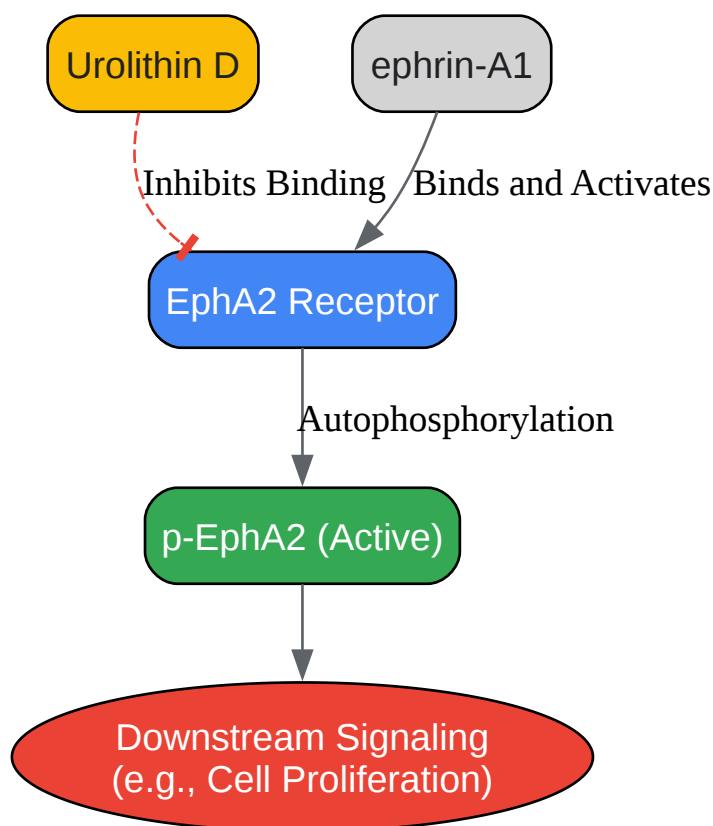 Urolithin D
ephrin-A1
Inhibits Binding
Binds and Activates
EphA2 Receptor
Autophosphorylation
p-EphA2 (Active)
Downstream Signaling
(e.g., Cell Proliferation)